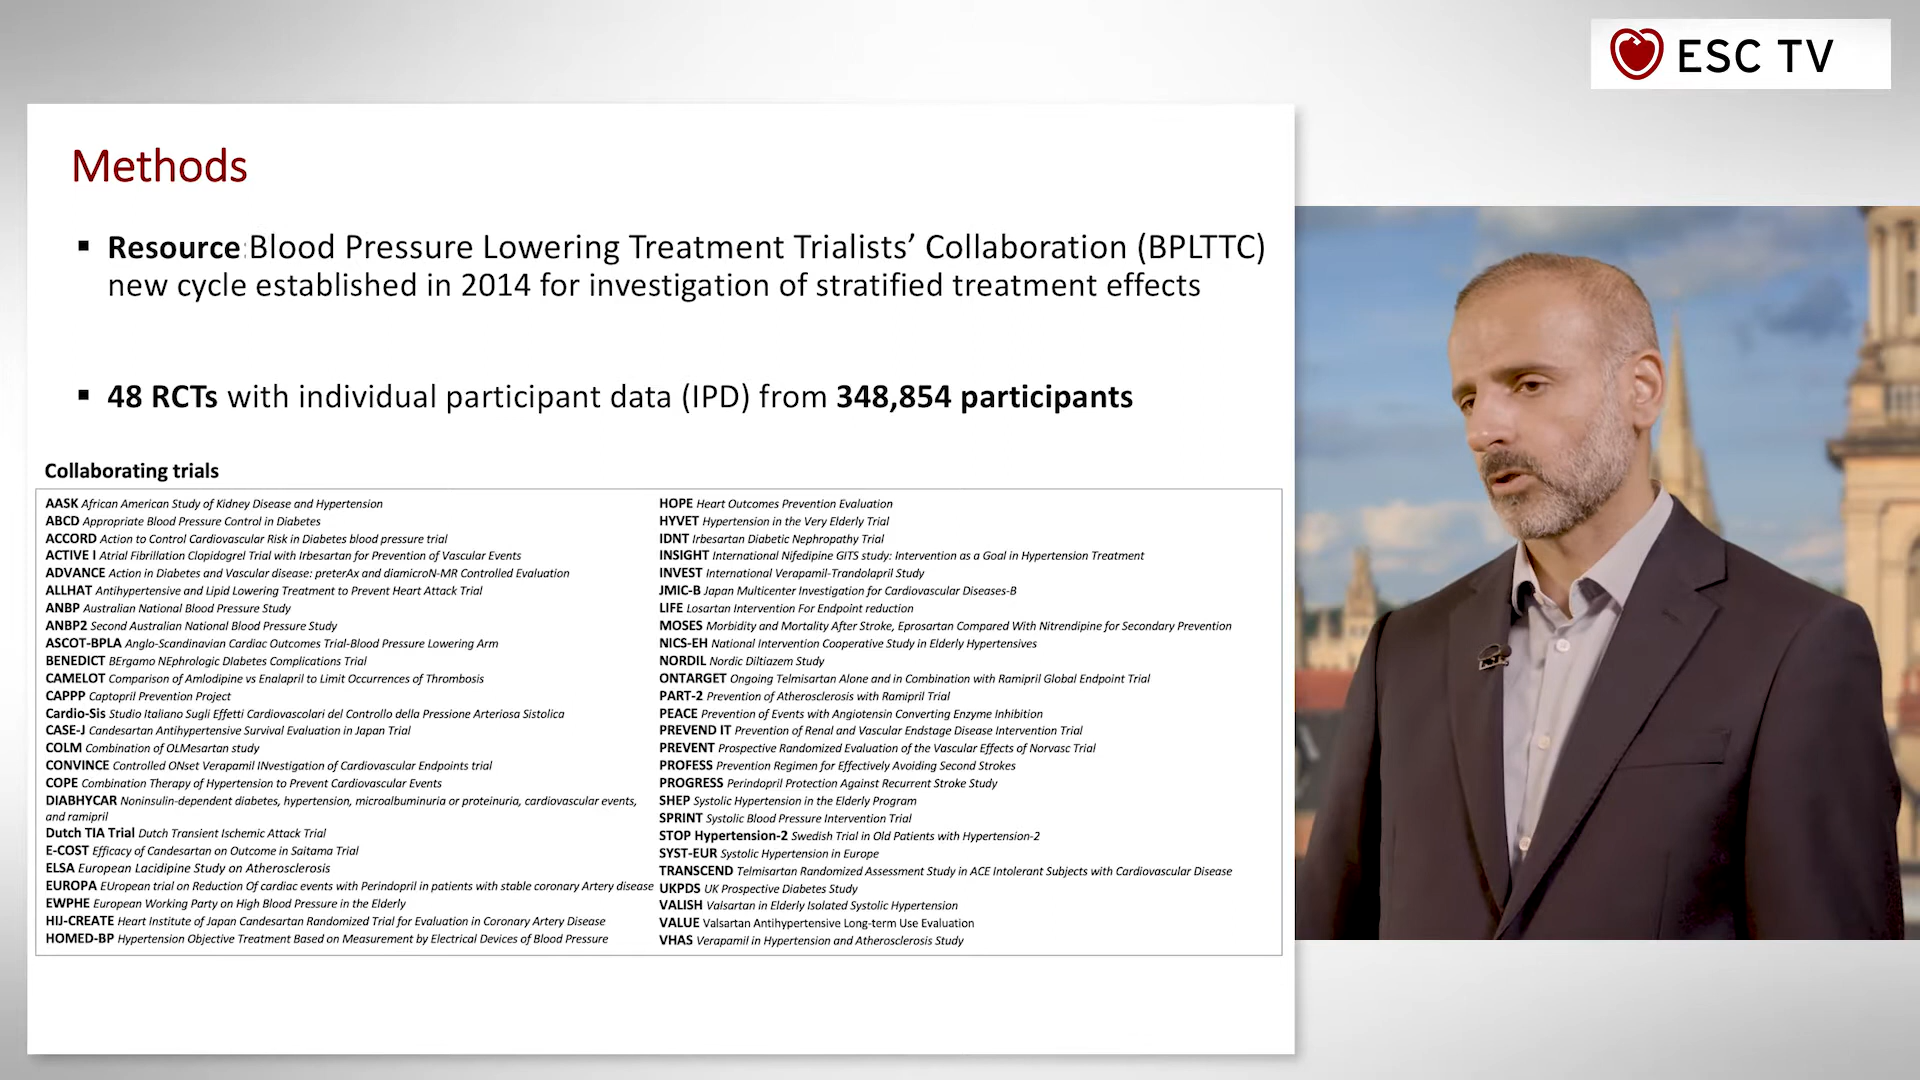 ESC TV
Methods
▪ Resource: Blood Pressure Lowering Treatment Trialists’ Collaboration (BPLTTC)
new cycle established in 2014 for investigation of stratified treatment effects
▪ 48 RCTs with individual participant data (IPD) from 348,854 participants
Collaborating trials
AASK African American Study of Kidney Disease and Hypertension
ABCD Appropriate Blood Pressure Control in Diabetes
ACCORD Action to Control Cardiovascular Risk in Diabetes blood pressure trial
ACTIVE I Atrial Fibrillation Clopidogrel Trial with Irbesartan for Prevention of Vascular Events
ADVANCE Action in Diabetes and Vascular disease: preterAx and diamicroN-MR Controlled Evaluation
ALLHAT Antihypertensive and Lipid Lowering Treatment to Prevent Heart Attack Trial
ANBP Australian National Blood Pressure Study
ANBP2 Second Australian National Blood Pressure Study
ASCOT-BPLA Anglo-Scandinavian Cardiac Outcomes Trial-Blood Pressure Lowering Arm
BENEDICT BErgamo NEphrologic DIabetes Complications Trial
CAMELOT Comparison of Amlodipine vs Enalapril to Limit Occurrences of Thrombosis
CAPPP Captopril Prevention Project
Cardio-Sis Studio Italiano Sugli Effetti Cardiovascolari del Controllo della Pressione Arteriosa Sistolica
CASE-J Candesartan Antihypertensive Survival Evaluation in Japan Trial
COLM Combination of OLMesartan study
CONVINCE Controlled ONset Verapamil INvestigation of Cardiovascular Endpoints trial
COPE Combination Therapy of Hypertension to Prevent Cardiovascular Events
DIABHYCAR Noninsulin-dependent diabetes, hypertension, microalbuminuria or proteinuria, cardiovascular events,
and ramipril
Dutch TIA Trial Dutch Transient Ischemic Attack Trial
E-COST Efficacy of Candesartan on Outcome in Saitama Trial
ELSA European Lacidipine Study on Atherosclerosis
EUROPA EUropean trial on Reduction Of cardiac events with Perindopril in patients with stable coronary Artery disease
EWPHE European Working Party on High Blood Pressure in the Elderly
HIJ-CREATE Heart Institute of Japan Candesartan Randomized Trial for Evaluation in Coronary Artery Disease
HOMED-BP Hypertension Objective Treatment Based on Measurement by Electrical Devices of Blood Pressure
HOPE Heart Outcomes Prevention Evaluation
HYVET Hypertension in the Very Elderly Trial
IDNT Irbesartan Diabetic Nephropathy Trial
INSIGHT International Nifedipine GITS study: Intervention as a Goal in Hypertension Treatment
INVEST International Verapamil-Trandolapril Study
JMIC-B Japan Multicenter Investigation for Cardiovascular Diseases-B
LIFE Losartan Intervention For Endpoint reduction
MOSES Morbidity and Mortality After Stroke, Eprosartan Compared With Nitrendipine for Secondary Prevention
NICS-EH National Intervention Cooperative Study in Elderly Hypertensives
NORDIL Nordic Diltiazem Study
ONTARGET Ongoing Telmisartan Alone and in Combination with Ramipril Global Endpoint Trial
PART-2 Prevention of Atherosclerosis with Ramipril Trial
PEACE Prevention of Events with Angiotensin Converting Enzyme Inhibition
PREVEND IT Prevention of Renal and Vascular Endstage Disease Intervention Trial
PREVENT Prospective Randomized Evaluation of the Vascular Effects of Norvasc Trial
PROFESS Prevention Regimen for Effectively Avoiding Second Strokes
PROGRESS Perindopril Protection Against Recurrent Stroke Study
SHEP Systolic Hypertension in the Elderly Program
SPRINT Systolic Blood Pressure Intervention Trial
STOP Hypertension-2 Swedish Trial in Old Patients with Hypertension-2
SYST-EUR Systolic Hypertension in Europe
TRANSCEND Telmisartan Randomized Assessment Study in ACE Intolerant Subjects with Cardiovascular Disease
UKPDS UK Prospective Diabetes Study
VALISH Valsartan in Elderly Isolated Systolic Hypertension
VALUE Valsartan Antihypertensive Long-term Use Evaluation
VHAS Verapamil in Hypertension and Atherosclerosis Study